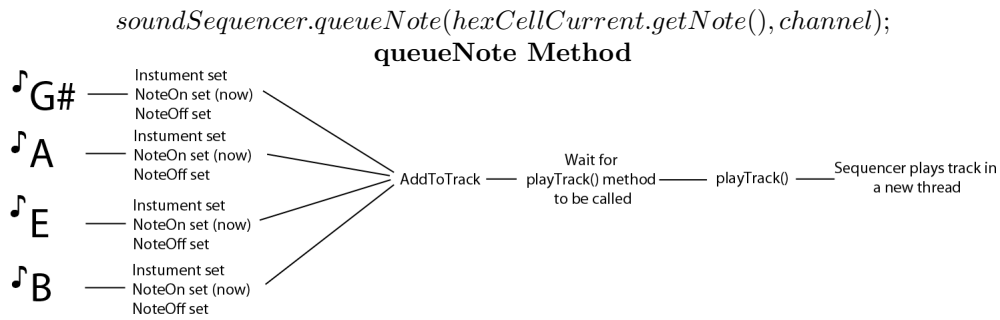 soundSequencer.queueNote(hexCellCurrent.getNote(), channel);
queueNote Method
♪G#
Instument set
NoteOn set (now)
NoteOff set
♪A
Instument set
NoteOn set (now)
NoteOff set
♪E
Instument set
NoteOn set (now)
NoteOff set
♪B
Instument set
NoteOn set (now)
NoteOff set
AddToTrack
Wait for
playTrack() method
to be called
playTrack()
Sequencer plays track in
a new thread